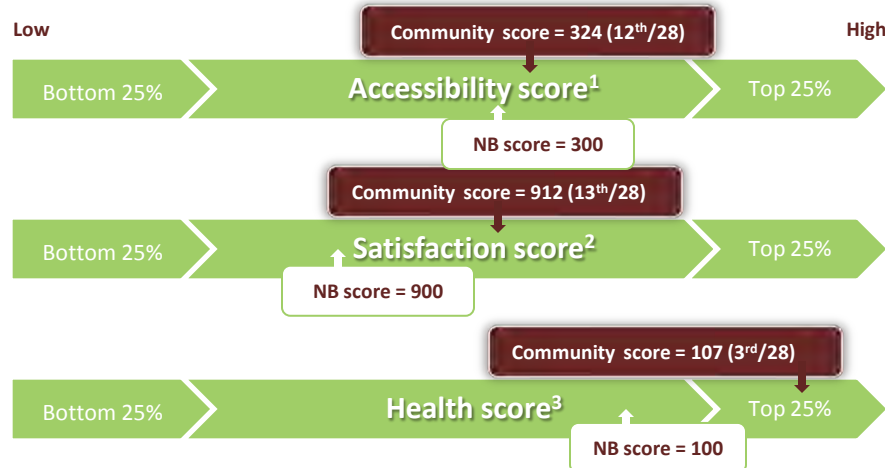 Low
High
Community score = 324 (12th/28)
Bottom 25%
Accessibility score1
Top 25%
NB score = 300
Community score = 912 (13th/28)
Bottom 25%
Satisfaction score2
Top 25%
NB score = 900
Community score = 107 (3rd/28)
Bottom 25%
Health score3
Top 25%
NB score = 100